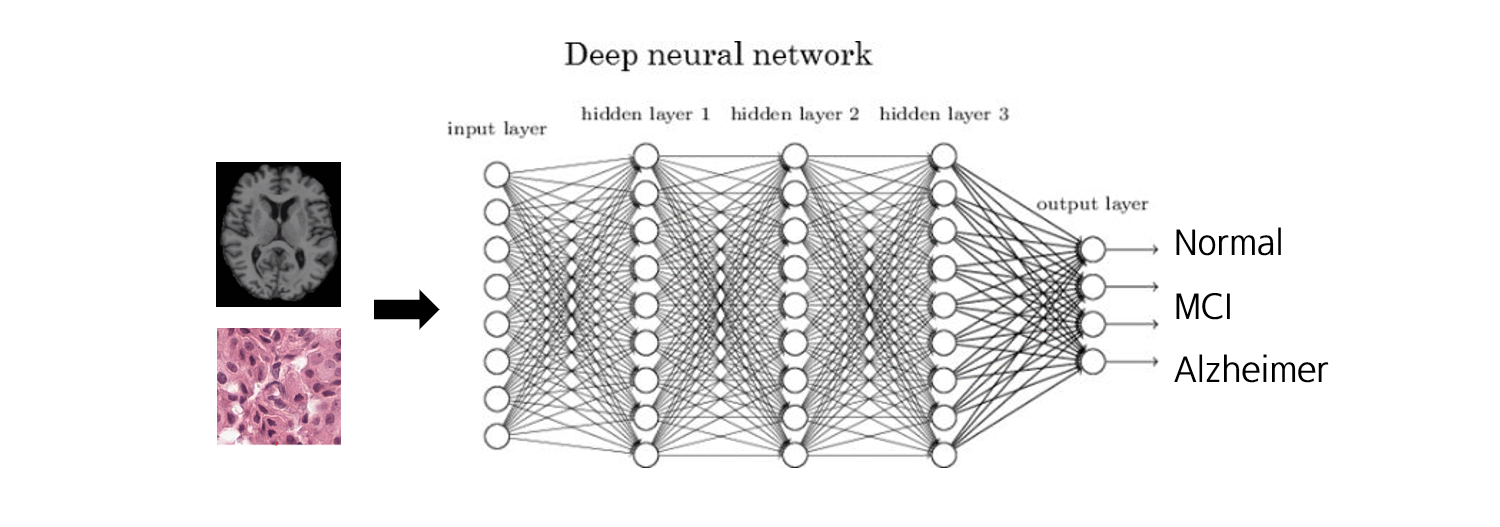 Deep neural network
input layer
hidden layer 1
hidden layer 2
hidden layer 3
output layer
Normal
MCI
Alzheimer